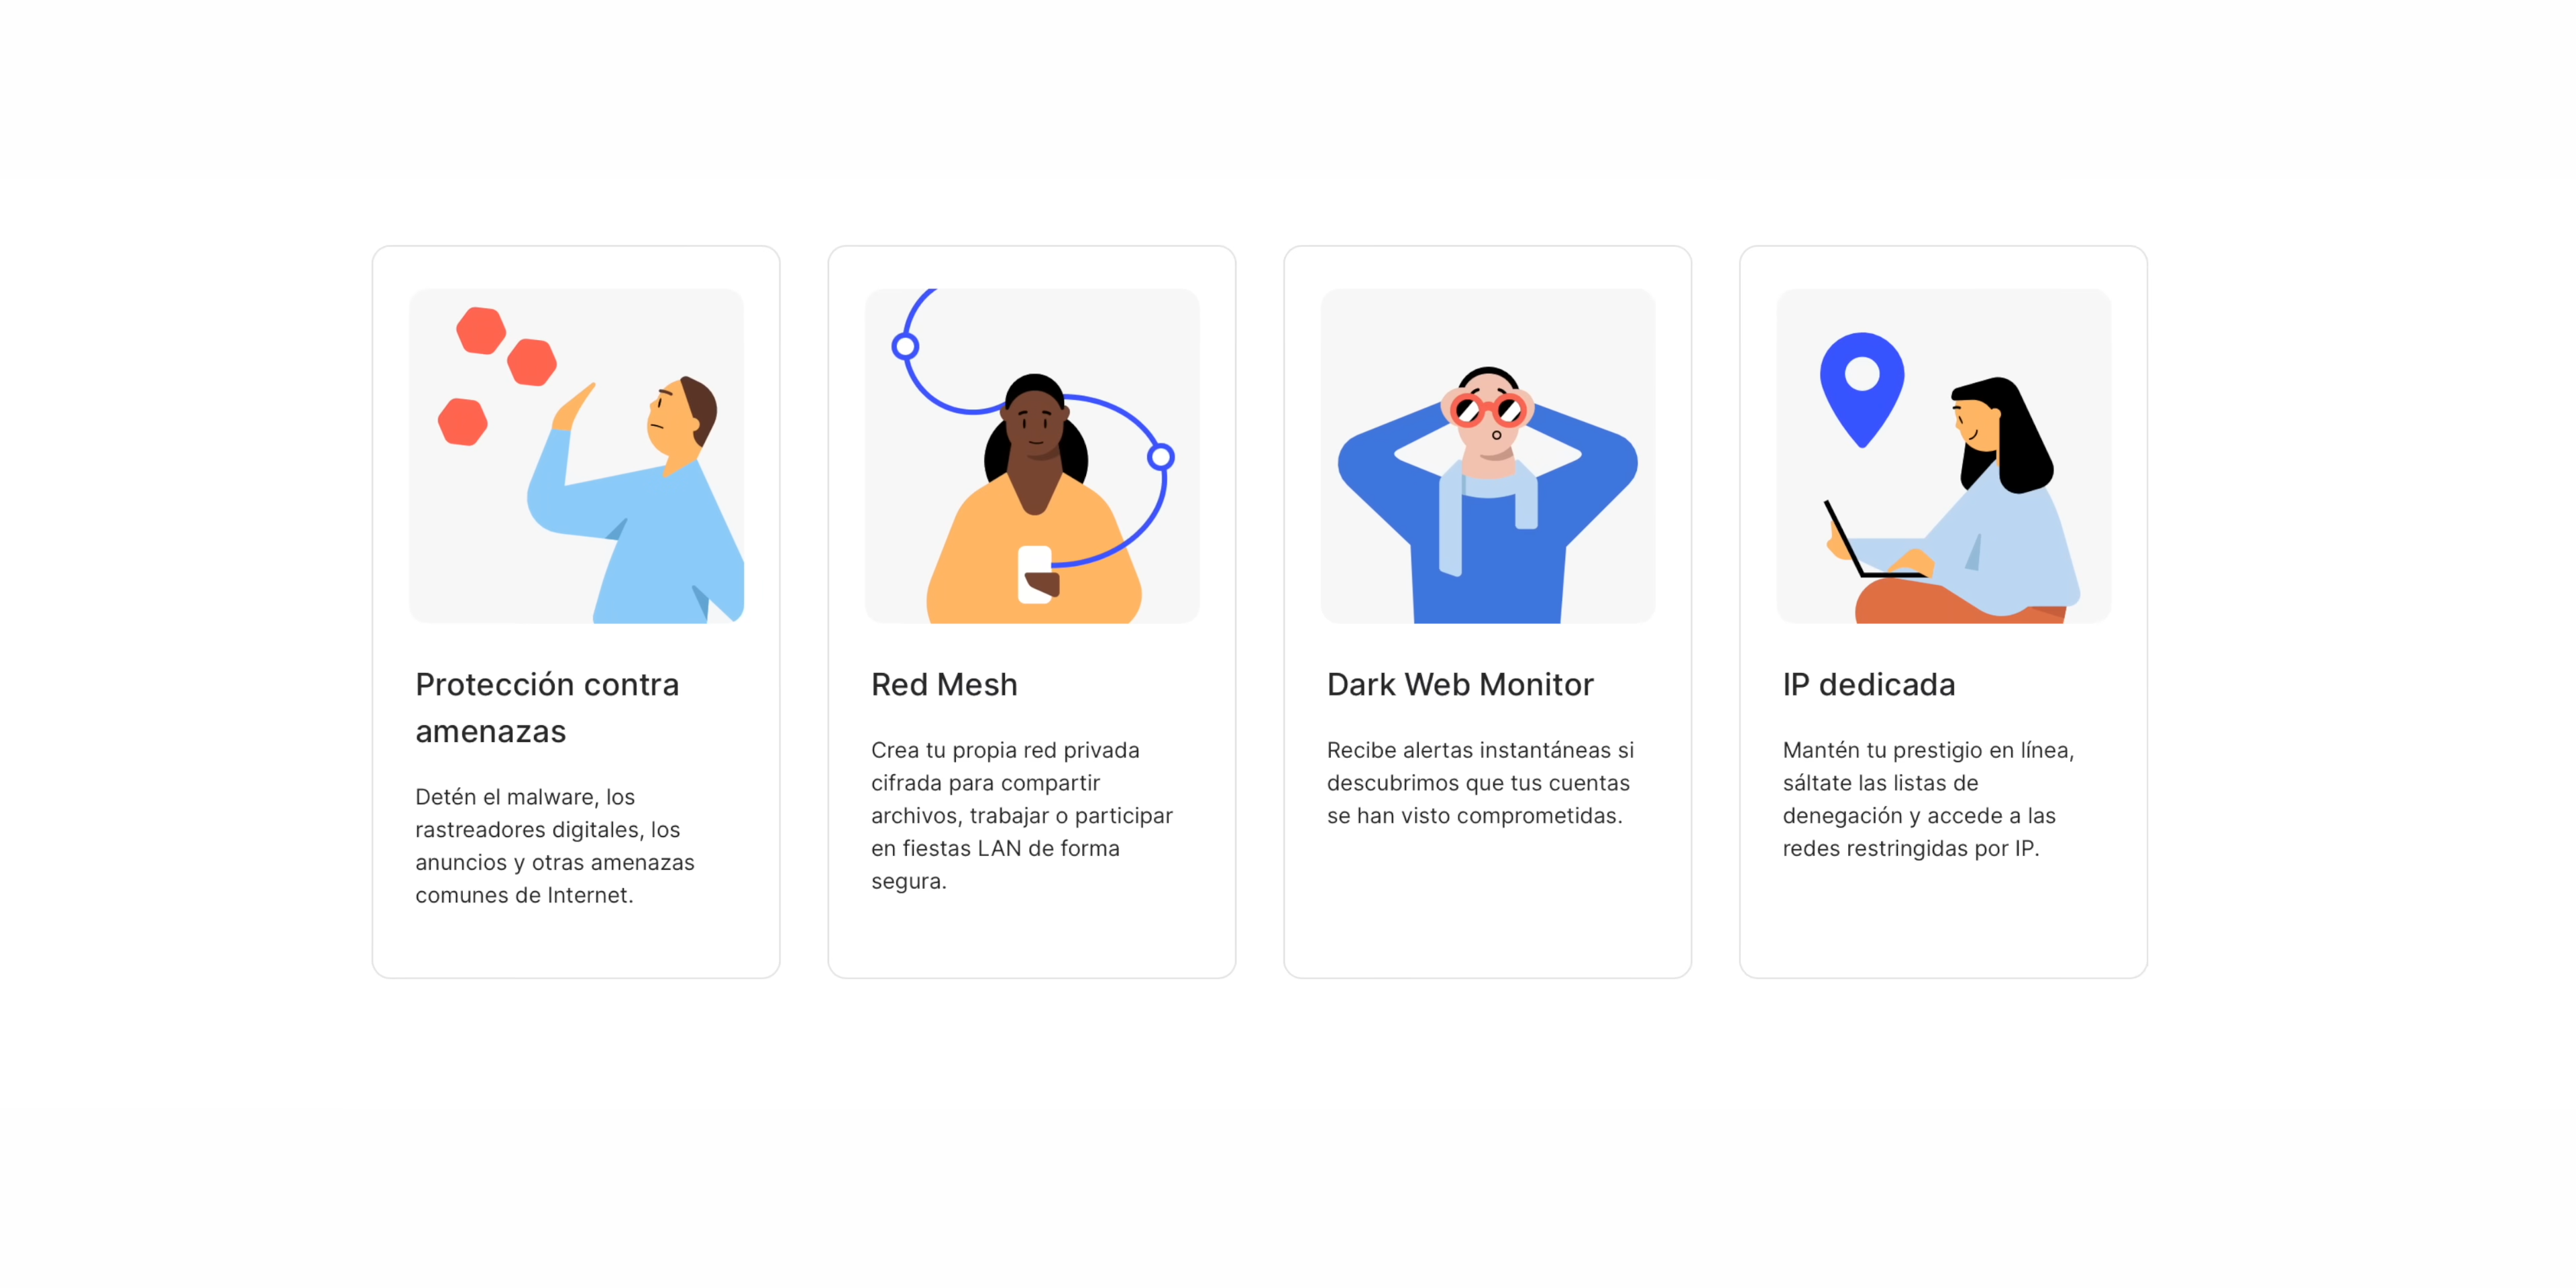 Protección contra
amenazas
Detén el malware, los
rastreadores digitales, los
anuncios y otras amenazas
comunes de Internet.
Red Mesh
Crea tu propia red privada
cifrada para compartir
archivos, trabajar o participar
en fiestas LAN de forma
segura.
Dark Web Monitor
Recibe alertas instantáneas si
descubrimos que tus cuentas
se han visto comprometidas.
IP dedicada
Mantén tu prestigio en línea,
sáltate las listas de
denegación y accede a las
redes restringidas por IP.